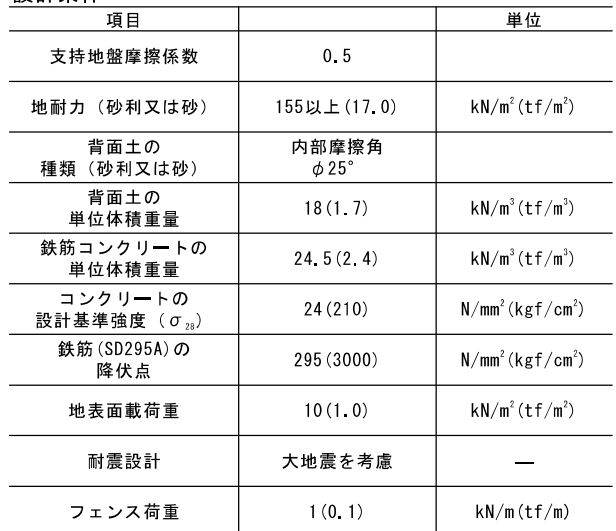 項目 単位
支持地盤摩擦係数 0.5
地耐力（砂利又は砂） 155以上(17.0) kN/m²(tf/m²)
背面土の
種類（砂利又は砂） 内部摩擦角
φ25°
背面土の
単位体積重量 18(1.7) kN/m³(tf/m³)
鉄筋コンクリートの
単位体積重量 24.5(2.4) kN/m³(tf/m³)
コンクリートの
設計基準強度（σ₂₈） 24(210) N/mm²(kgf/cm²)
鉄筋(SD295A)の
降伏点 295(3000) N/mm²(kgf/cm²)
地表面載荷重 10(1.0) kN/m²(tf/m²)
耐震設計 大地震を考慮 —
フェンス荷重 1(0.1) kN/m(tf/m)